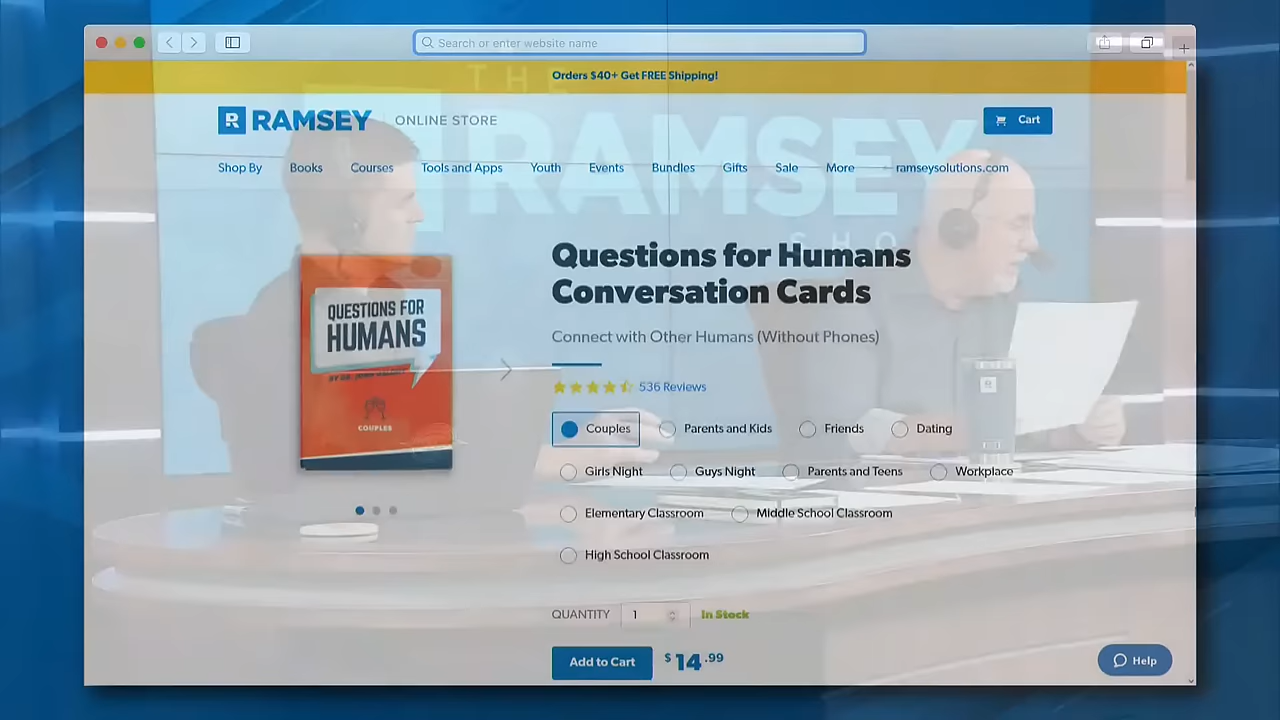 Search or enter website name
Orders $40+ Get FREE Shipping!
THE
RAMSEY ONLINE STORE
Cart
RAMSEY
Shop By Books Courses Tools and Apps Youth Events Bundles Gifts Sale More ramseysolutions.com
SHO
Questions for Humans
Conversation Cards
QUESTIONS FOR
HUMANS
COUPLES
Connect with Other Humans (Without Phones)
536 Reviews
Couples Parents and Kids Friends Dating
Girls Night Guys Night Parents and Teens Workplace
Elementary Classroom Middle School Classroom
High School Classroom
QUANTITY 1 In Stock
Add to Cart $14.99
Help